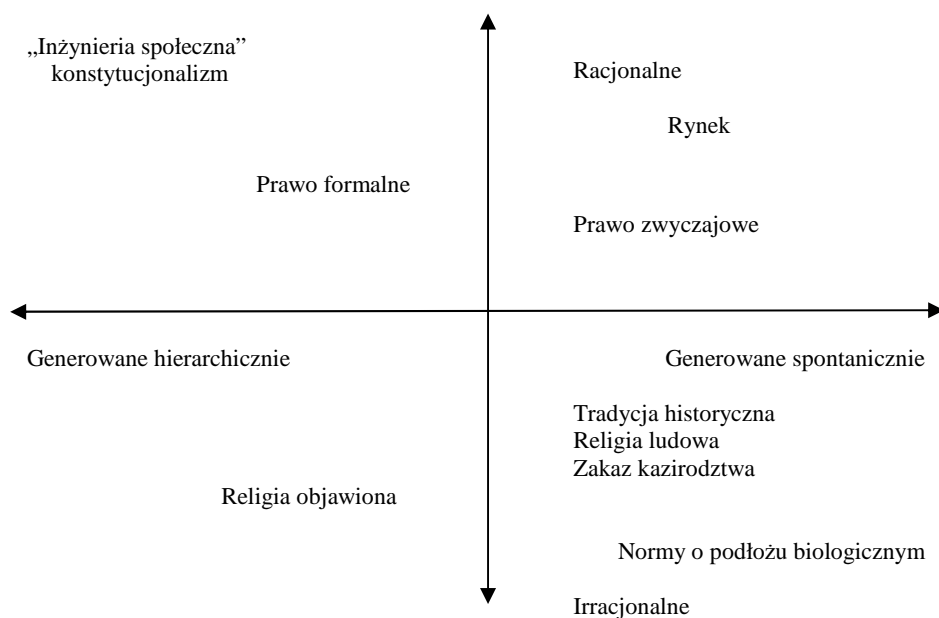 „Inżynieria społeczna”
konstytucjonalizm
Racjonalne
Rynek
Prawo formalne
Prawo zwyczajowe
Generowane hierarchicznie
Generowane spontanicznie
Tradycja historyczna
Religia ludowa
Zakaz kazirodztwa
Religia objawiona
Normy o podłożu biologicznym
Irracjonalne